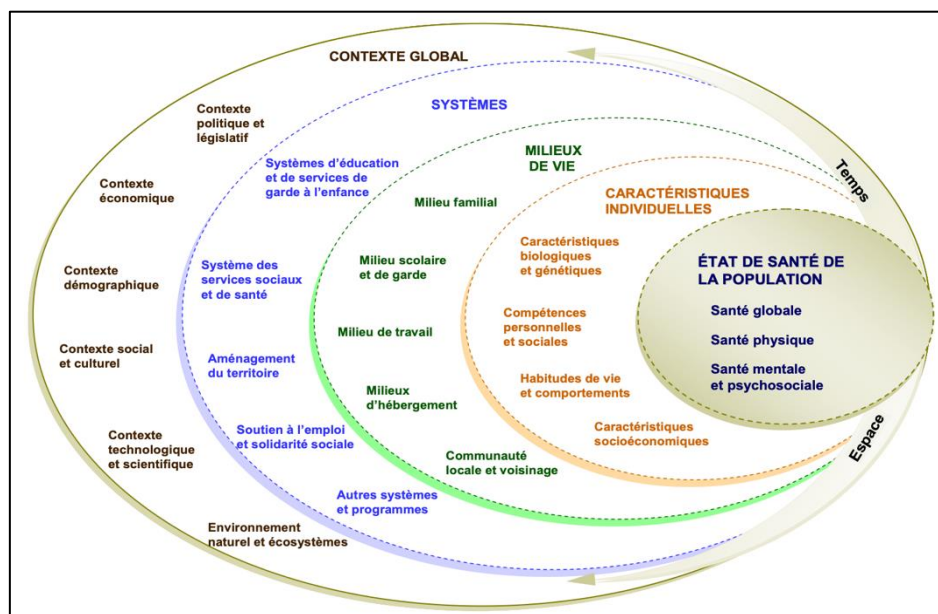 CONTEXTE GLOBAL
Contexte
politique et
législatif
Contexte
économique
Contexte
démographique
Contexte social
et culturel
Contexte
technologique
et scientifique
Environnement
naturel et écosystèmes
SYSTÈMES
Systèmes d'éducation
et de services de
garde à l'enfance
Système des
services sociaux
et de santé
Aménagement
du territoire
Soutien à l'emploi
et solidarité sociale
Autres systèmes
et programmes
MILIEUX
DE VIE
Milieu familial
Milieu scolaire
et de garde
Milieu de travail
Milieux
d'hébergement
Communauté
locale et voisinage
CARACTÉRISTIQUES
INDIVIDUELLES
Caractéristiques
biologiques
et génétiques
Compétences
personnelles
et sociales
Habitudes de vie
et comportements
Caractéristiques
socioéconomiques
ÉTAT DE SANTÉ DE
LA POPULATION
Santé globale
Santé physique
Santé mentale
et psychosociale
Temps
Espace